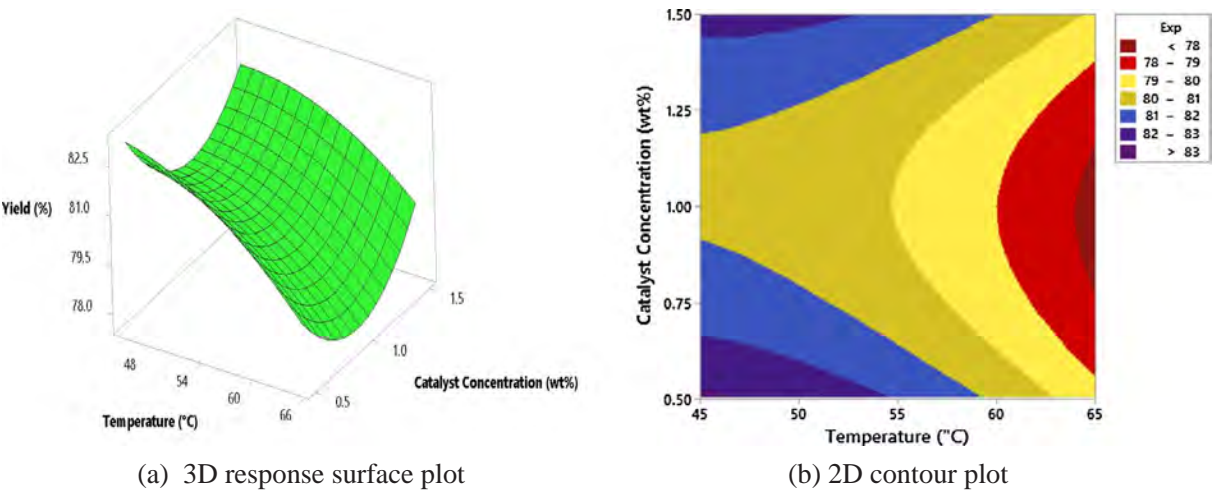 82.5
Yield (%)
81.0
79.5
78.0
48
54
60
66
Temperature (°C)
0.5
1.0
1.5
Catalyst Concentration (wt%)
(a) 3D response surface plot
1.50
1.25
1.00
0.75
0.50
Catalyst Concentration (wt%)
45
50
55
60
65
Temperature ("C)
Exp
< 78
78 – 79
79 – 80
80 – 81
81 – 82
82 – 83
> 83
(b) 2D contour plot